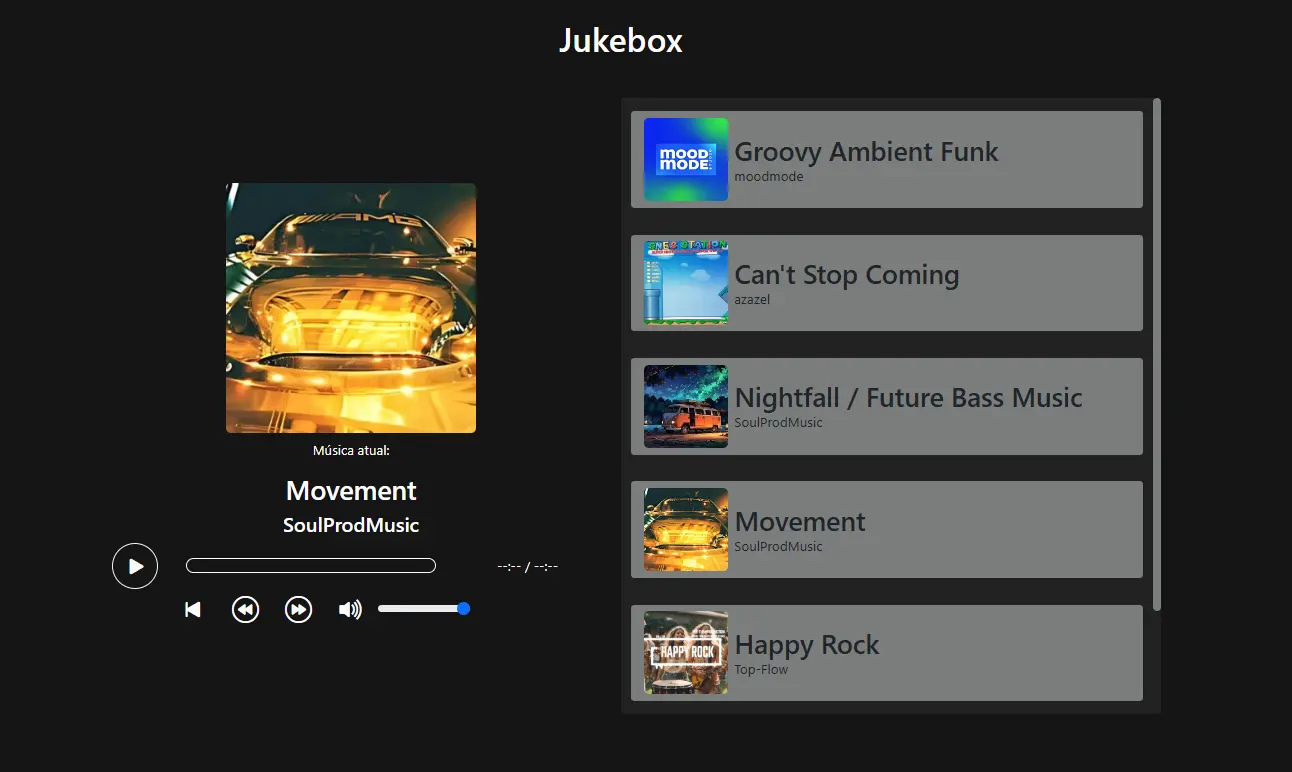 Jukebox
AMG
Música atual:
Movement
SoulProdMusic
--:-- / --:--
MOOD
MODE
Groovy Ambient Funk
moodmode
Can't Stop Coming
azazel
Nightfall / Future Bass Music
SoulProdMusic
Movement
SoulProdMusic
HAPPY ROCK
Happy Rock
Top-Flow